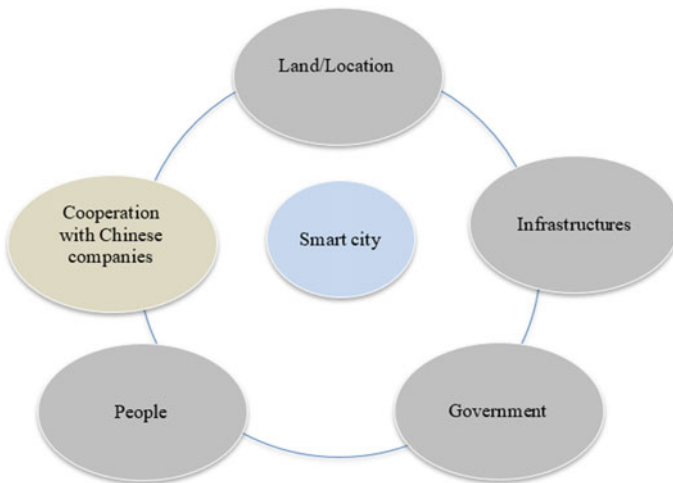 Land/Location
Cooperation
with Chinese
companies
Smart city
Infrastructures
People
Government